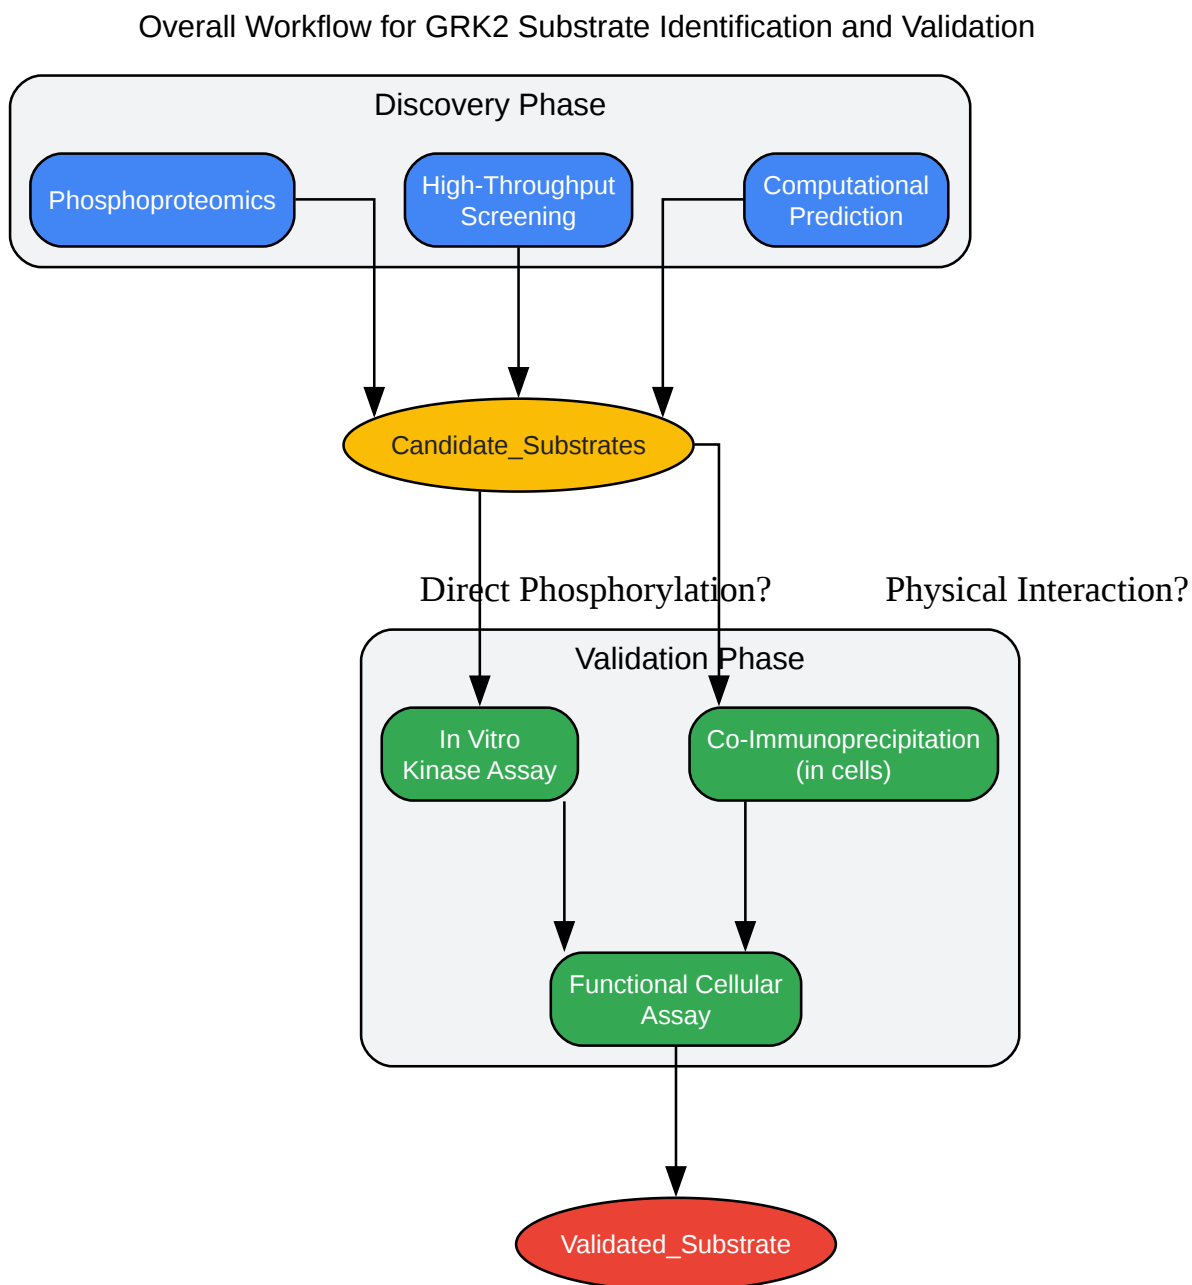 Overall Workflow for GRK2 Substrate Identification and Validation
Discovery Phase
Phosphoproteomics
High-Throughput
Screening
Computational
Prediction
Candidate_Substrates
Direct Phosphorylation?
Physical Interaction?
Validation Phase
In Vitro
Kinase Assay
Co-Immunoprecipitation
(in cells)
Functional Cellular
Assay
Validated_Substrate